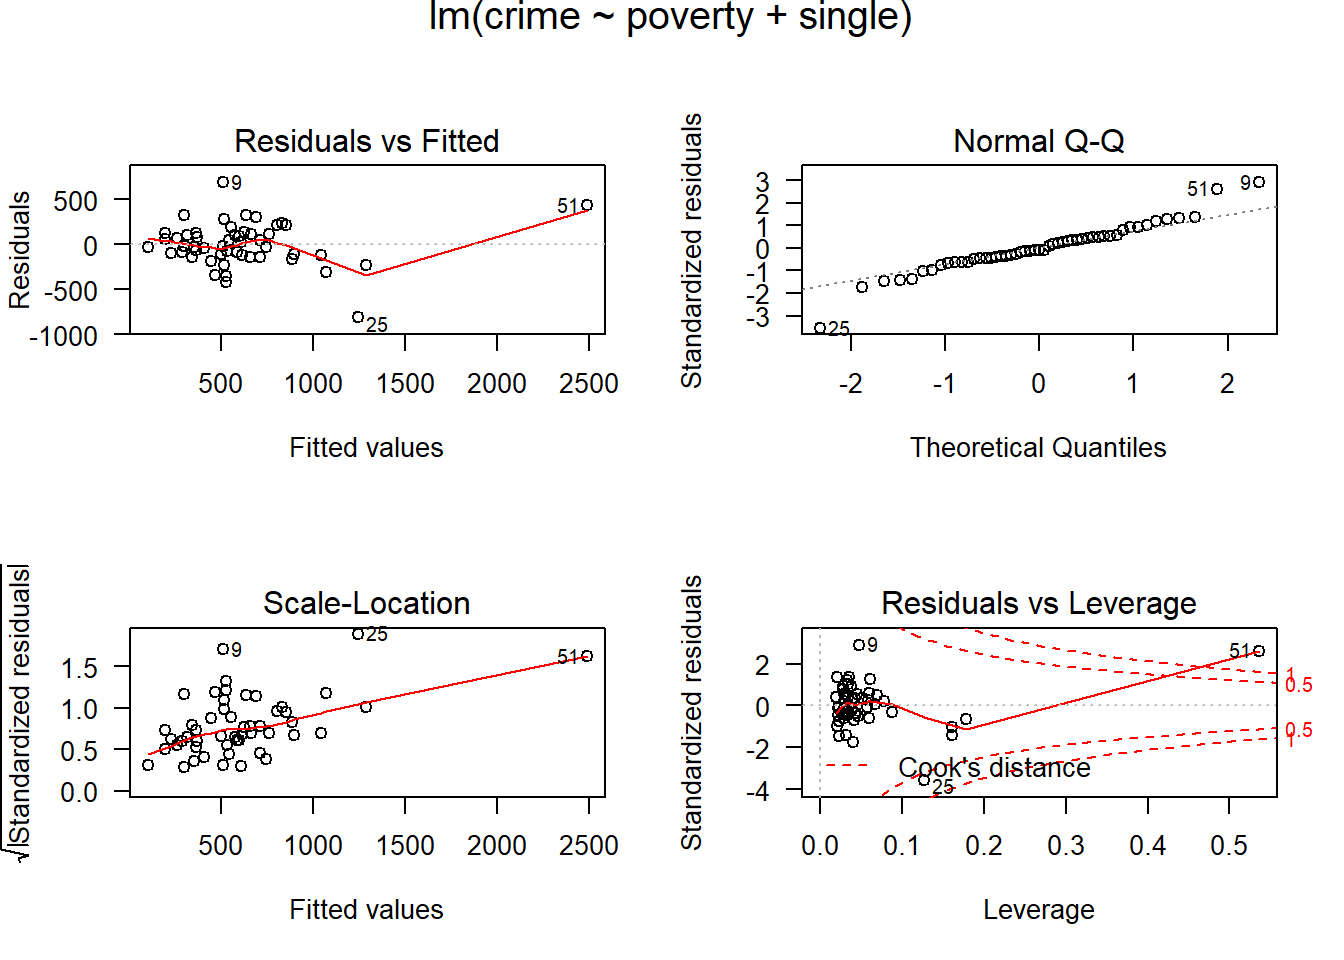 lm(crime ~ poverty + single)
Residuals vs Fitted
Residuals
500
0
-500
-1000
9
51
25
500 1000 1500 2000 2500
Fitted values
Normal Q-Q
Standardized residuals
3
2
1
0
-1
-2
-3
51
9
25
-2 -1 0 1 2
Theoretical Quantiles
Scale-Location
√|Standardized residuals|
1.5
1.0
0.5
0.0
9
25
51
500 1000 1500 2000 2500
Fitted values
Residuals vs Leverage
Standardized residuals
2
0
-2
-4
9
51
25
1
0.5
0.5
1
Cook's distance
0.0 0.1 0.2 0.3 0.4 0.5
Leverage